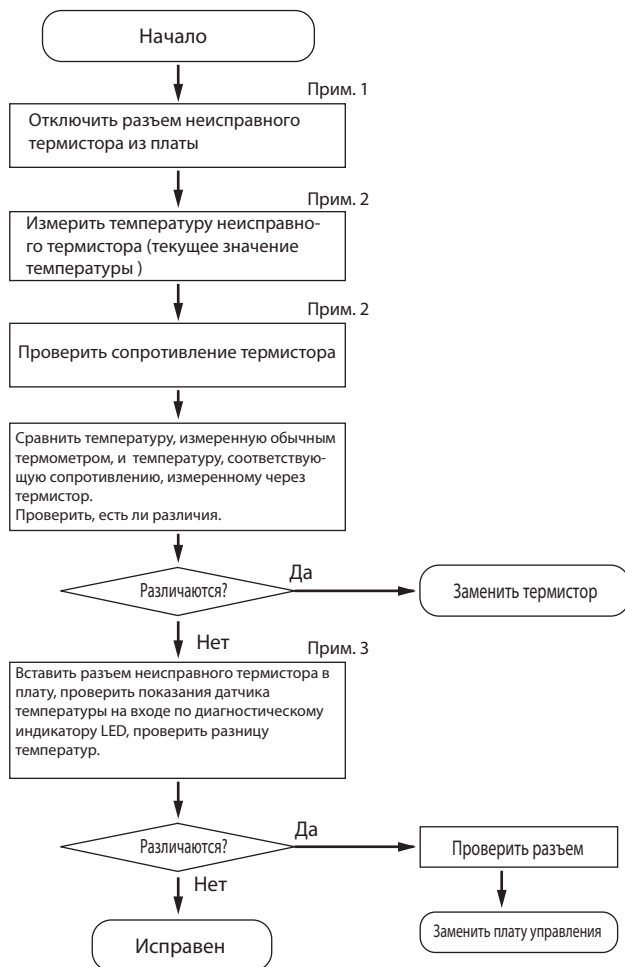 Начало
Прим. 1
Отключить разъем неисправного
термистора из платы
Прим. 2
Измерить температуру неисправно-
го термистора (текущее значение
температуры )
Прим. 2
Проверить сопротивление термистора
Сравнить температуру, измеренную обычным
термометром, и температуру, соответствую-
щую сопротивлению, измеренному через
термистор.
Проверить, есть ли различия.
Различаются?
Да
Заменить термистор
Нет
Прим. 3
Вставить разъем неисправного термистора в
плату, проверить показания датчика
температуры на входе по диагностическому
индикатору LED, проверить разницу
температур.
Различаются?
Да
Проверить разъем
Нет
Заменить плату управления
Исправен